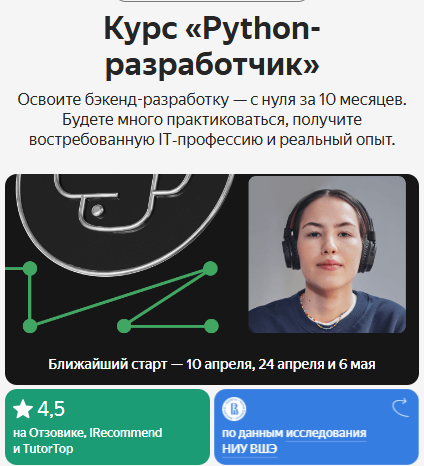 Курс «Python-
разработчик»
Освоите бэкенд-разработку — с нуля за 10 месяцев.
Будете много практиковаться, получите
востребованную IT-профессию и реальный опыт.
Ближайший старт — 10 апреля, 24 апреля и 6 мая
4,5
на Отзовике, IRecommend
и TutorTop
по данным исследования
НИУ ВШЭ